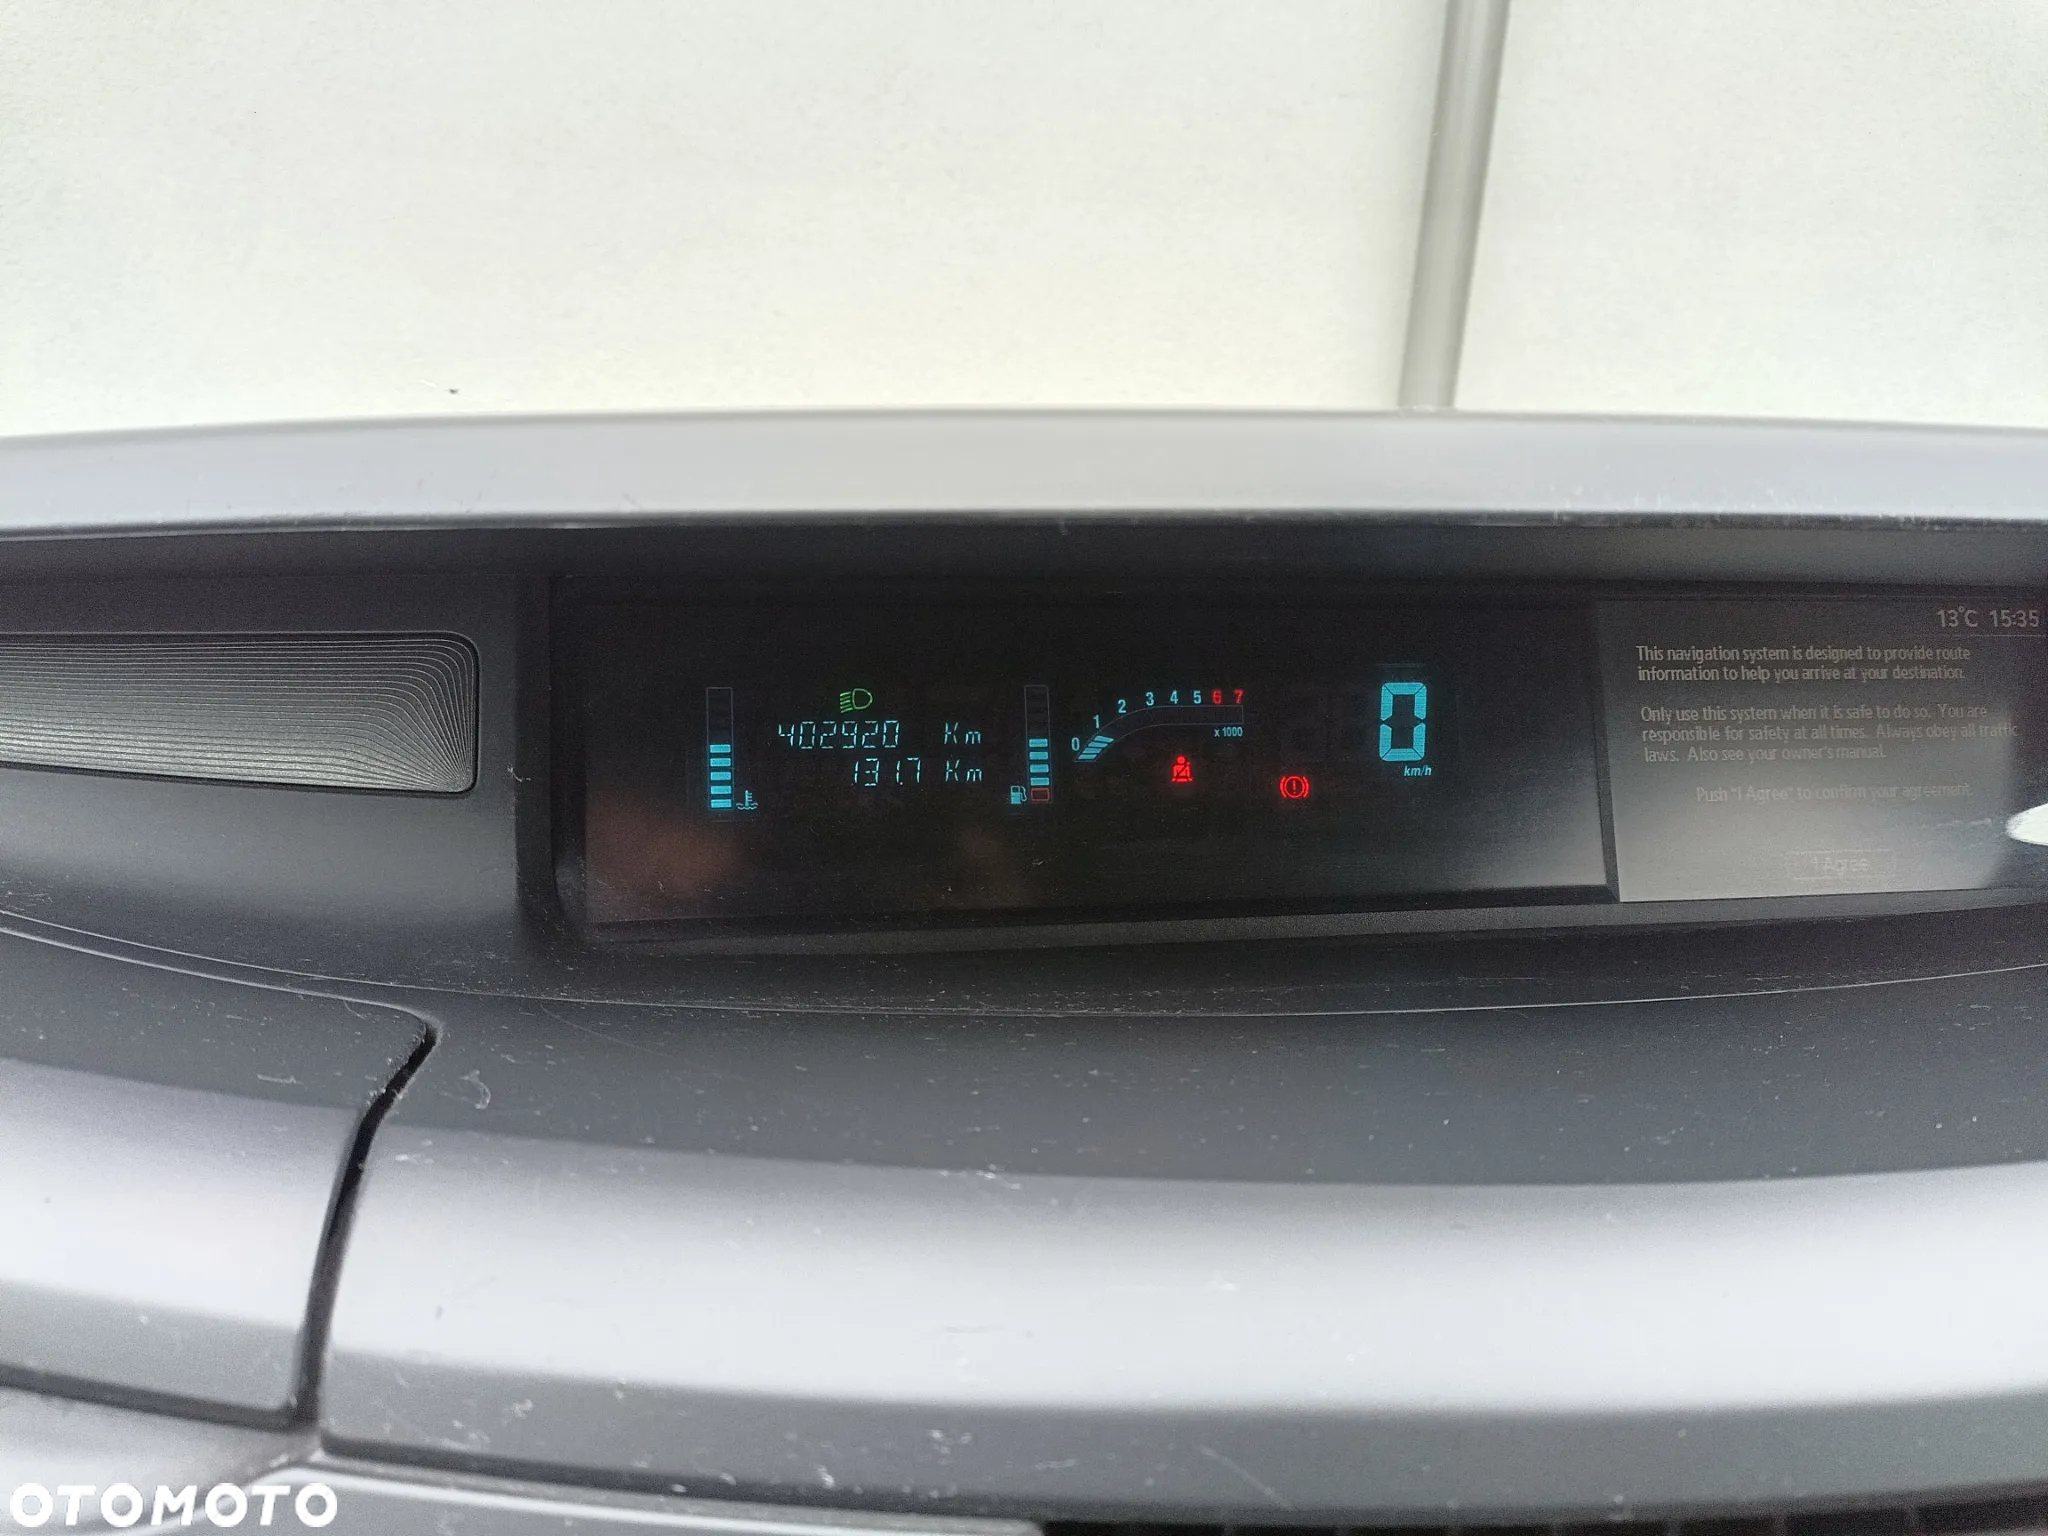 13°C 15:35
This navigation system is designed to provide route
information to help you arrive at your destination.
Only use this system when it is safe to do so. You are
responsible for safety at all times. Always obey all traffic
laws. Also see your owner's manual.
Push "I Agree" to confirm your agreement.
I Agree
402920 Km
131.7 Km
0 1 2 3 4 5 6 7
x 1000
0
km/h
OTOMOTO